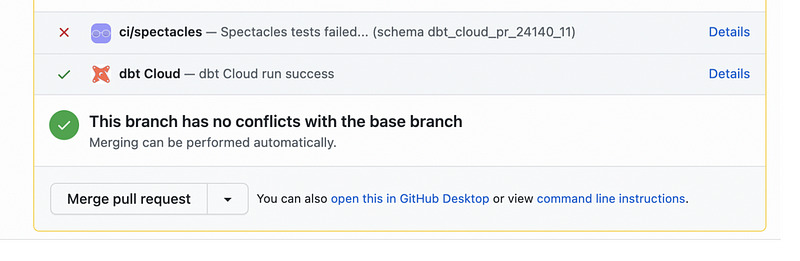 ci/spectacles — Spectacles tests failed... (schema dbt_cloud_pr_24140_11) Details
dbt Cloud — dbt Cloud run success Details
This branch has no conflicts with the base branch
Merging can be performed automatically.
Merge pull request You can also open this in GitHub Desktop or view command line instructions.